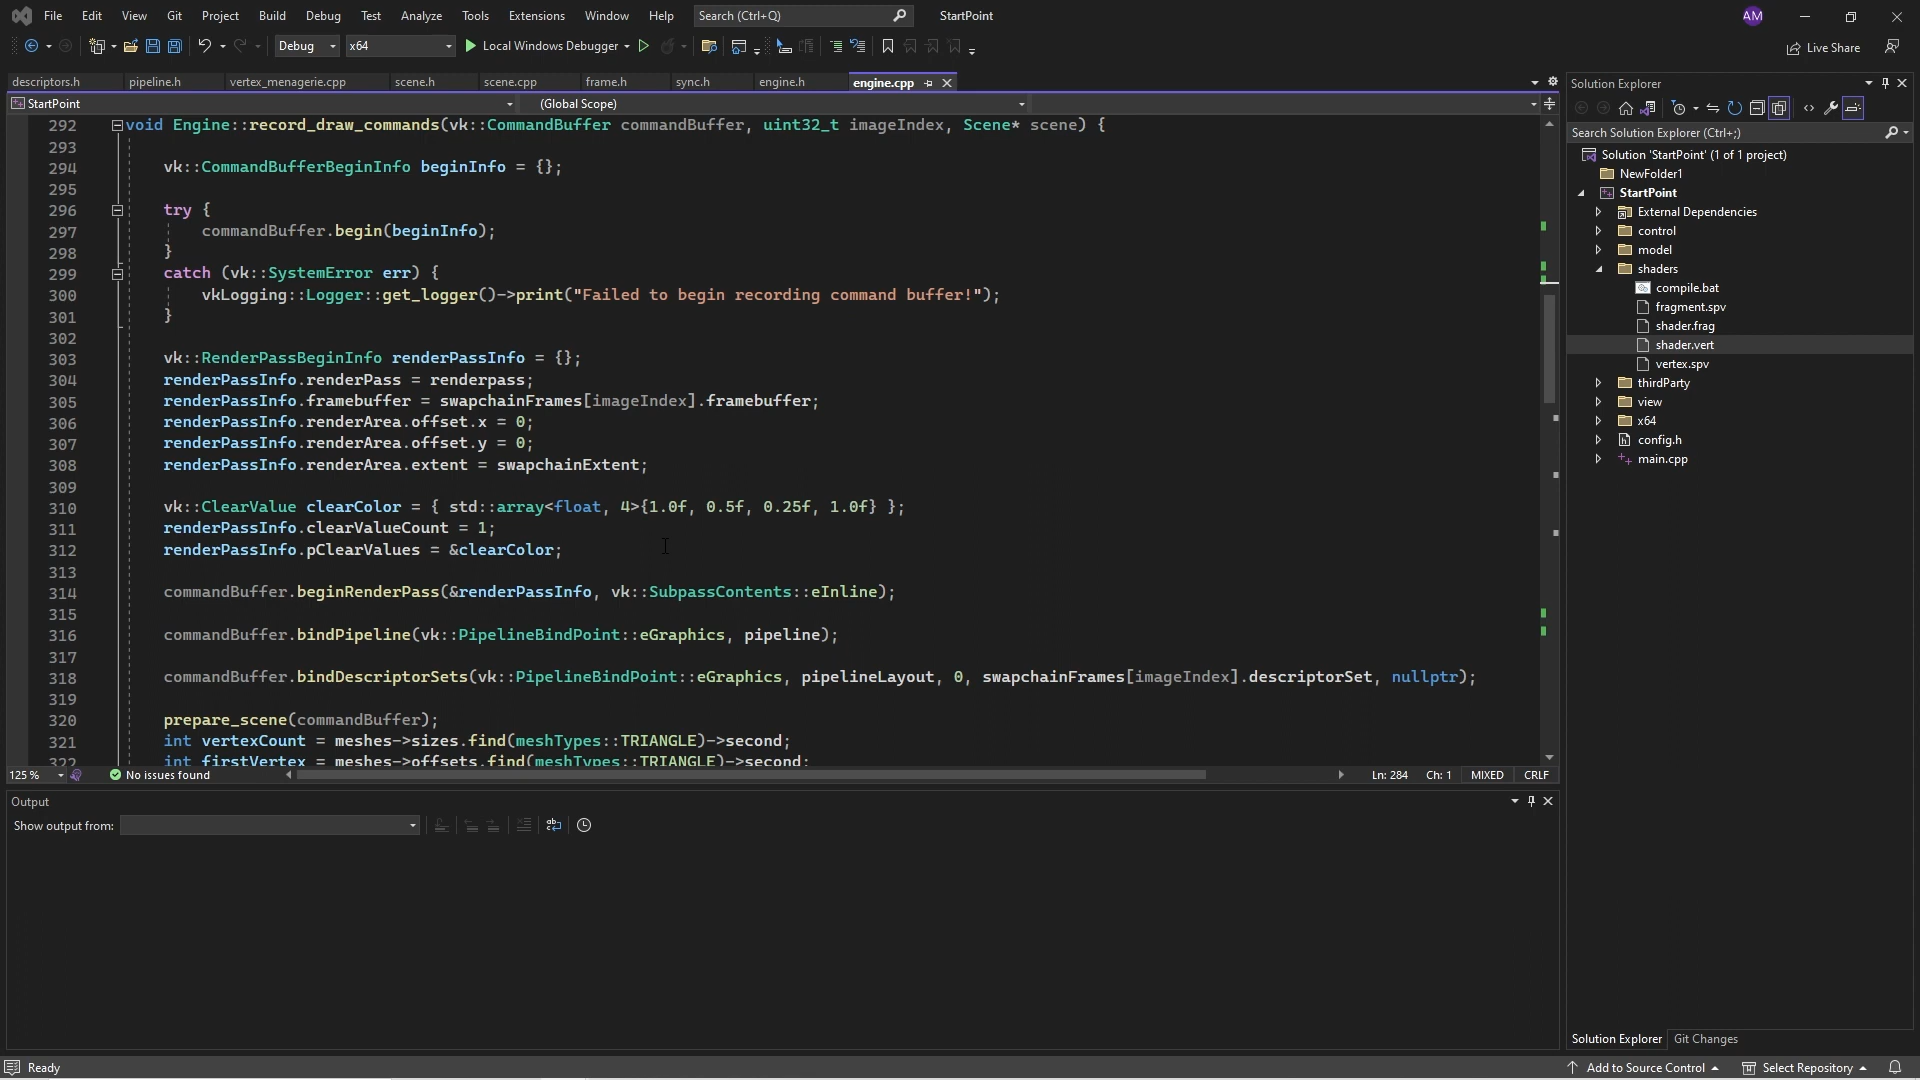 File Edit View Git Project Build Debug Test Analyze Tools Extensions Window Help Search (Ctrl+Q) StartPoint AM
Debug x64 Local Windows Debugger Live Share
descriptors.h pipeline.h vertex_menagerie.cpp scene.h scene.cpp frame.h sync.h engine.h engine.cpp
StartPoint (Global Scope)
292 void Engine::record_draw_commands(vk::CommandBuffer commandBuffer, uint32_t imageIndex, Scene* scene) {
293
294 vk::CommandBufferBeginInfo beginInfo = {};
295
296 try {
297 commandBuffer.begin(beginInfo);
298 }
299 catch (vk::SystemError err) {
300 vkLogging::Logger::get_logger()->print("Failed to begin recording command buffer!");
301 }
302
303 vk::RenderPassBeginInfo renderPassInfo = {};
304 renderPassInfo.renderPass = renderpass;
305 renderPassInfo.framebuffer = swapchainFrames[imageIndex].framebuffer;
306 renderPassInfo.renderArea.offset.x = 0;
307 renderPassInfo.renderArea.offset.y = 0;
308 renderPassInfo.renderArea.extent = swapchainExtent;
309
310 vk::ClearValue clearColor = { std::array<float, 4>{1.0f, 0.5f, 0.25f, 1.0f} };
311 renderPassInfo.clearValueCount = 1;
312 renderPassInfo.pClearValues = &clearColor;
313
314 commandBuffer.beginRenderPass(&renderPassInfo, vk::SubpassContents::eInline);
315
316 commandBuffer.bindPipeline(vk::PipelineBindPoint::eGraphics, pipeline);
317
318 commandBuffer.bindDescriptorSets(vk::PipelineBindPoint::eGraphics, pipelineLayout, 0, swapchainFrames[imageIndex].descriptorSet, nullptr);
319
320 prepare_scene(commandBuffer);
321 int vertexCount = meshes->sizes.find(meshTypes::TRIANGLE)->second;
322 int firstVertex = meshes->offsets.find(meshTypes::TRIANGLE)->second;
125 % No issues found Ln: 284 Ch: 1 MIXED CRLF
Output
Show output from:
Solution Explorer
Search Solution Explorer (Ctrl+;)
Solution 'StartPoint' (1 of 1 project)
NewFolder1
StartPoint
External Dependencies
control
model
shaders
compile.bat
fragment.spv
shader.frag
shader.vert
vertex.spv
thirdParty
view
x64
config.h
main.cpp
Solution Explorer Git Changes
Ready Add to Source Control Select Repository